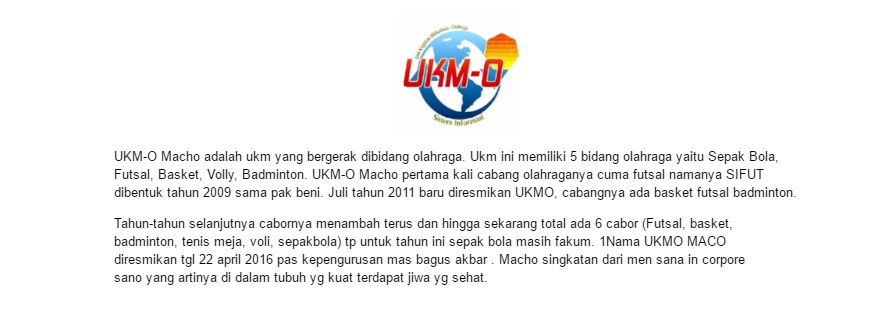 Unit Kegiatan Mahasiswa - Olahraga
UKM-O
Sistem Informasi
UKM-O Macho adalah ukm yang bergerak dibidang olahraga. Ukm ini memiliki 5 bidang olahraga yaitu Sepak Bola,
Futsal, Basket, Volly, Badminton. UKM-O Macho pertama kali cabang olahraganya cuma futsal namanya SIFUT
dibentuk tahun 2009 sama pak beni. Juli tahun 2011 baru diresmikan UKMO, cabangnya ada basket futsal badminton.
Tahun-tahun selanjutnya cabornya menambah terus dan hingga sekarang total ada 6 cabor (Futsal, basket,
badminton, tenis meja, voli, sepakbola) tp untuk tahun ini sepak bola masih fakum. 1Nama UKMO MACO
diresmikan tgl 22 april 2016 pas kepengurusan mas bagus akbar . Macho singkatan dari men sana in corpore
sano yang artinya di dalam tubuh yg kuat terdapat jiwa yg sehat.